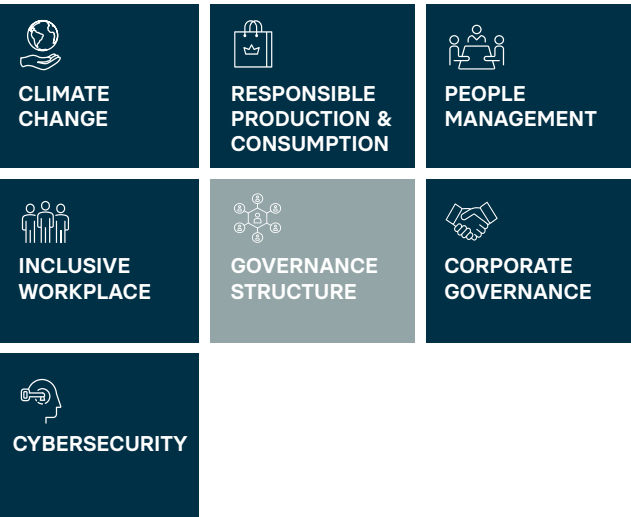 CLIMATE
CHANGE
RESPONSIBLE
PRODUCTION &
CONSUMPTION
PEOPLE
MANAGEMENT
INCLUSIVE
WORKPLACE
GOVERNANCE
STRUCTURE
CORPORATE
GOVERNANCE
CYBERSECURITY